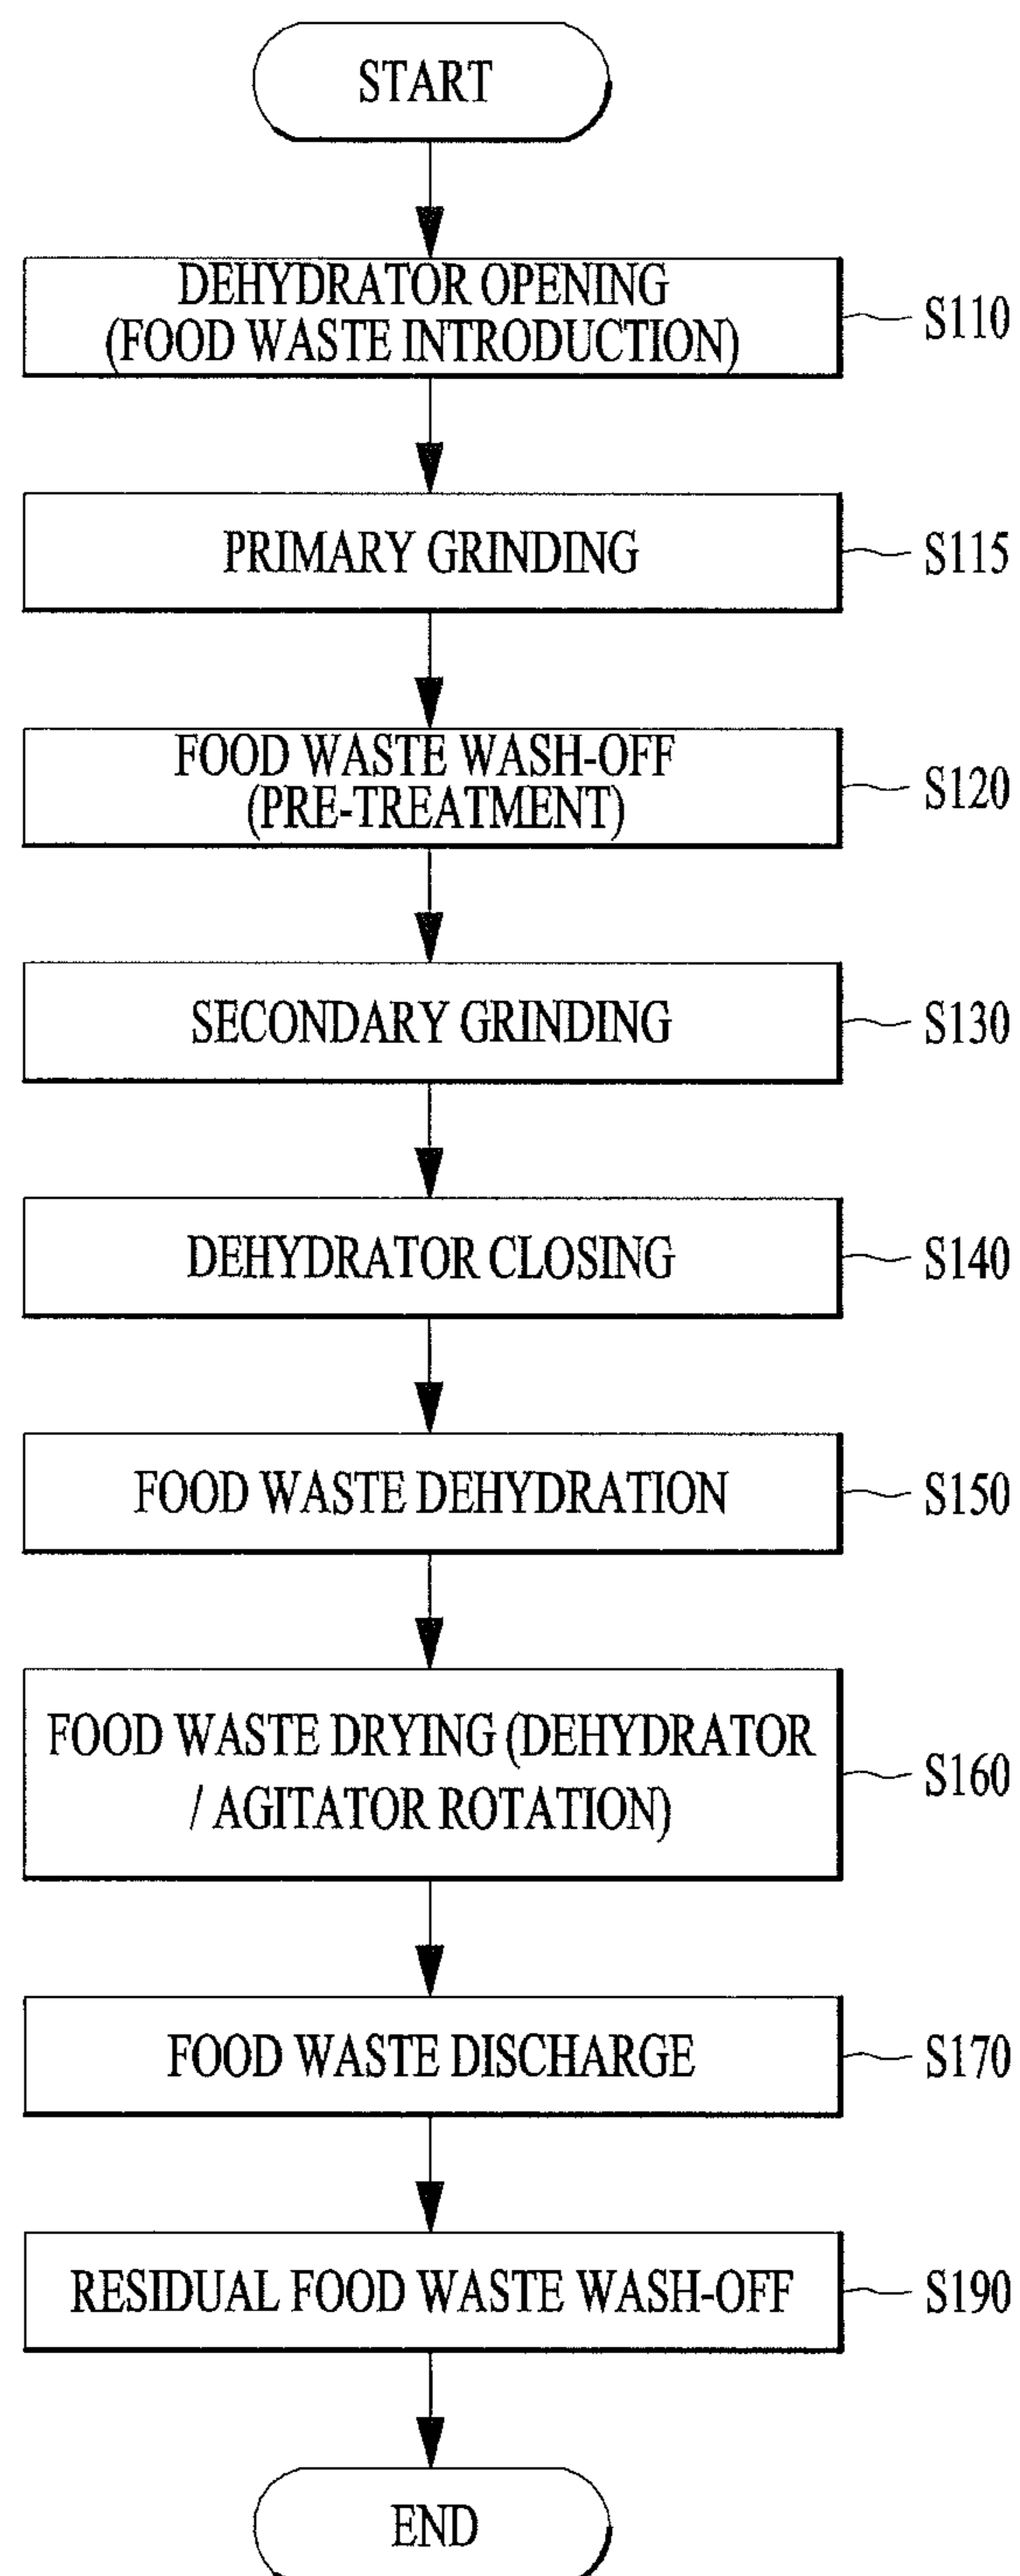 START
DEHYDRATOR OPENING
(FOOD WASTE INTRODUCTION)
S110
PRIMARY GRINDING
S115
FOOD WASTE WASH-OFF
(PRE-TREATMENT)
S120
SECONDARY GRINDING
S130
DEHYDRATOR CLOSING
S140
FOOD WASTE DEHYDRATION
S150
FOOD WASTE DRYING (DEHYDRATOR
/ AGITATOR ROTATION)
S160
FOOD WASTE DISCHARGE
S170
RESIDUAL FOOD WASTE WASH-OFF
S190
END